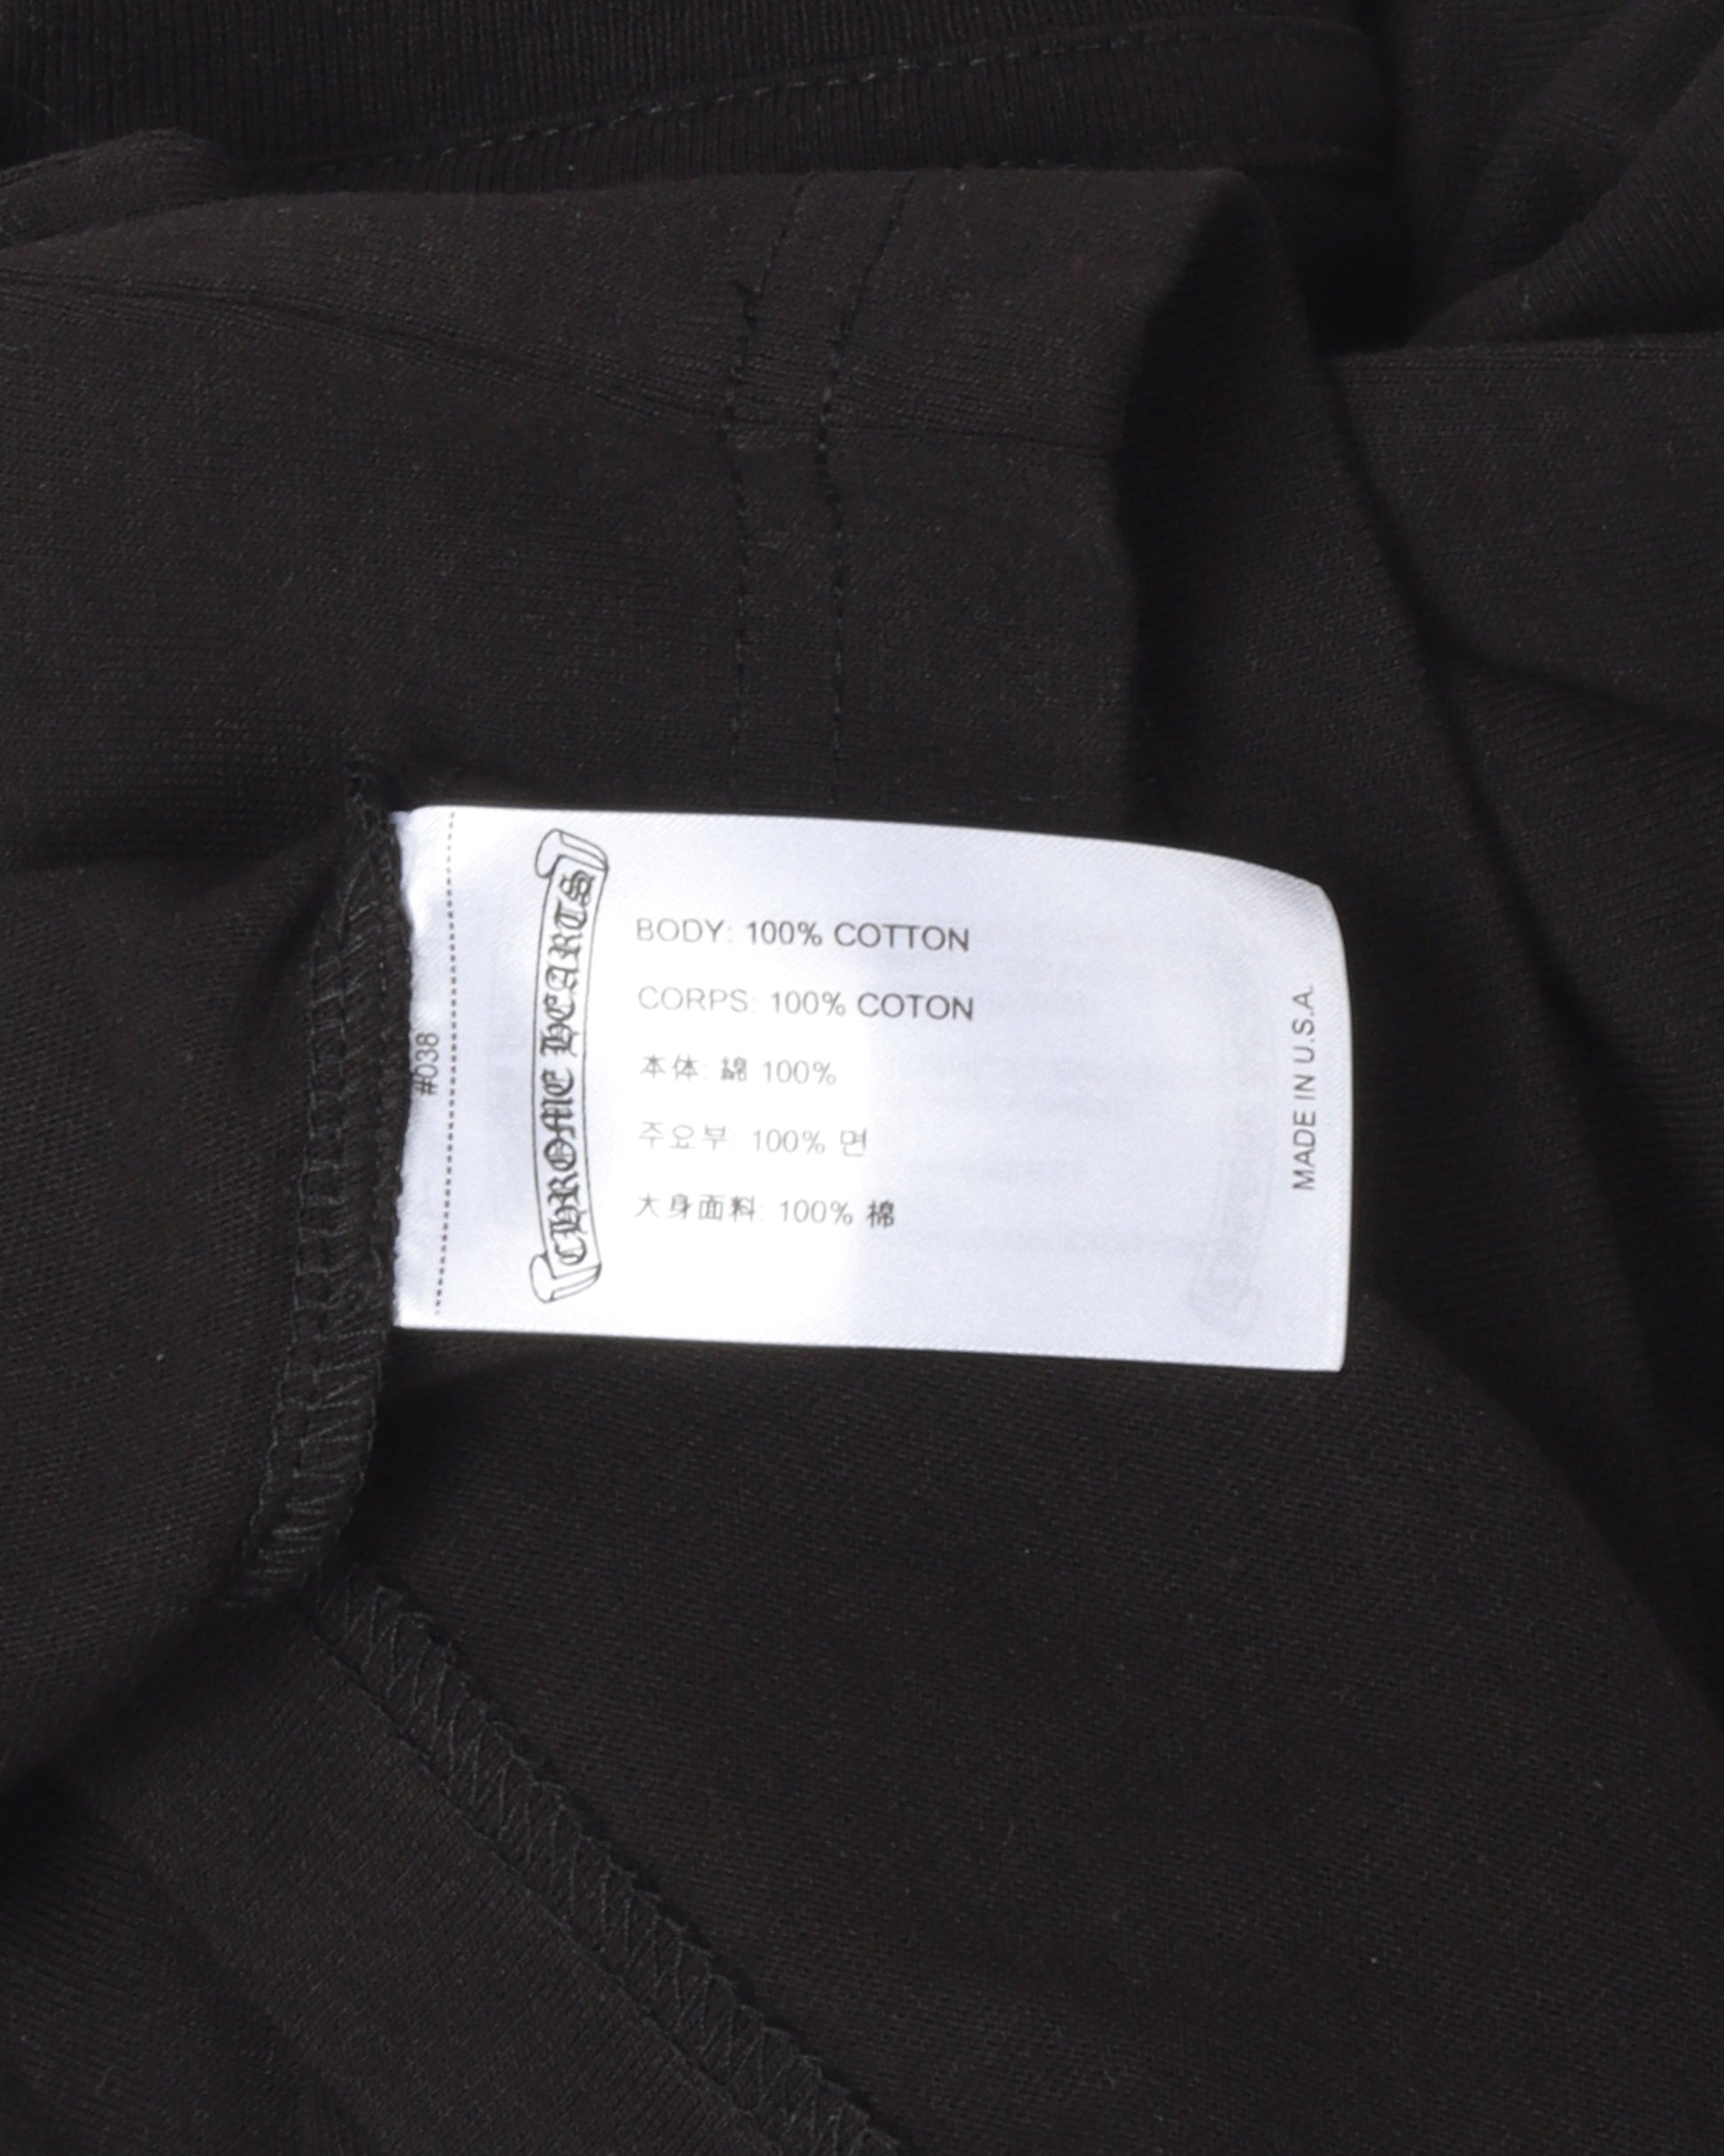 #038
CHROME HEARTS
BODY: 100% COTTON
CORPS: 100% COTON
本体: 綿 100%
주요부: 100% 면
大身面料: 100% 棉
MADE IN U.S.A.